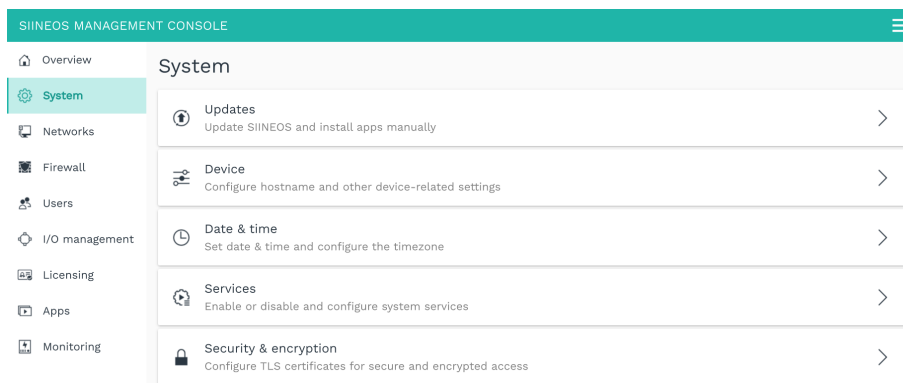 SIINEOS MANAGEMENT CONSOLE
Overview
System
Networks
Firewall
Users
I/O management
Licensing
Apps
Monitoring
System
Updates
Update SIINEOS and install apps manually
Device
Configure hostname and other device-related settings
Date & time
Set date & time and configure the timezone
Services
Enable or disable and configure system services
Security & encryption
Configure TLS certificates for secure and encrypted access